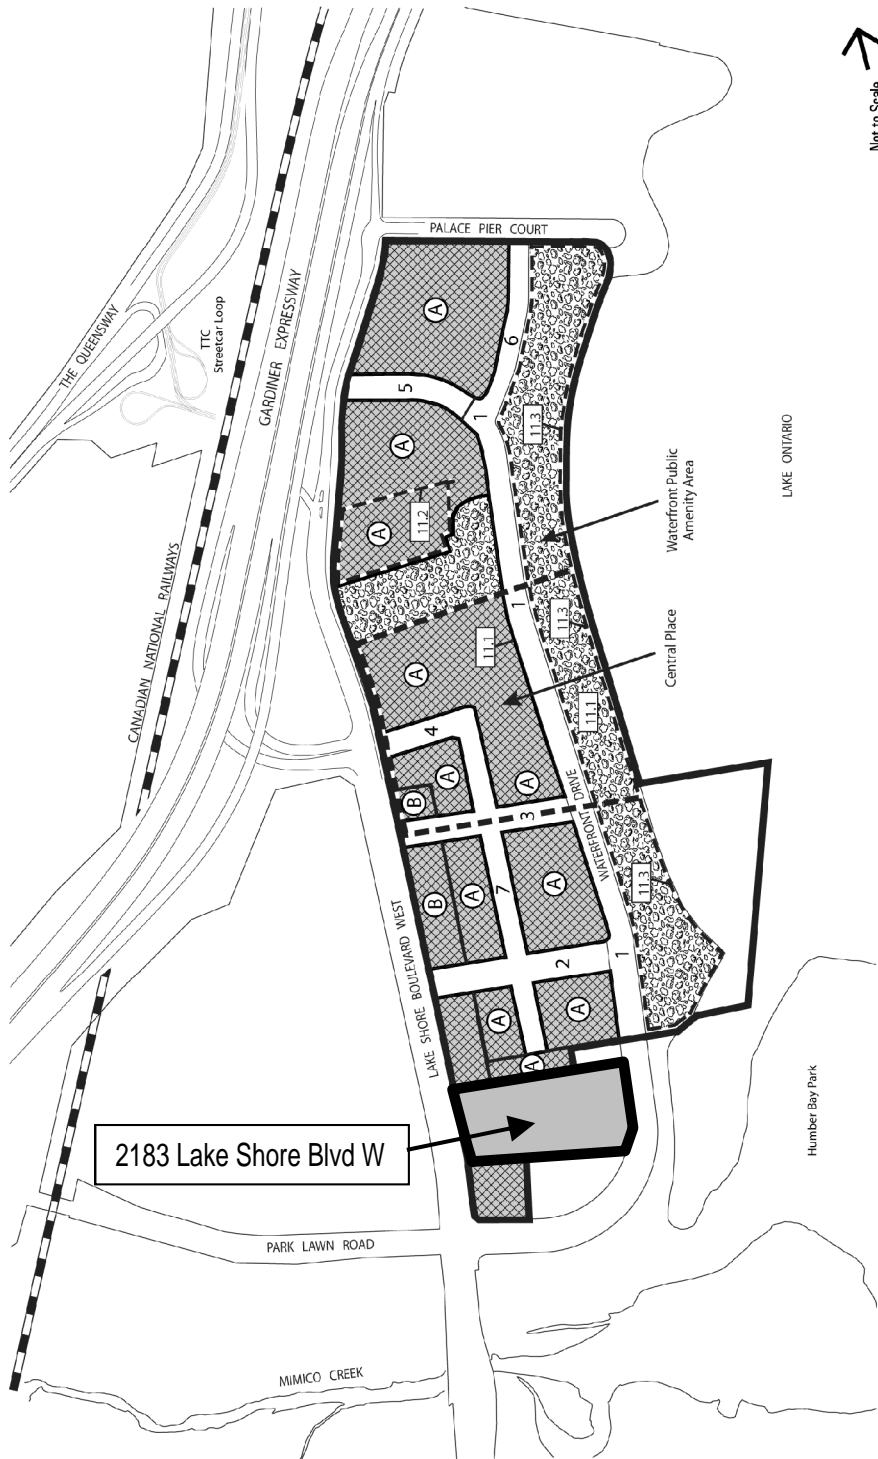 Not to Scale
PALACE PIER COURT
THE QUEENSWAY
TTC
Streetcar Loop
GARDINER EXPRESSWAY
A
6
5
1
11.3
A
LAKE ONTARIO
Waterfront Public
Amenity Area
11.2
A
CANADIAN NATIONAL RAILWAYS
1
11.3
11.1
Central Place
A
11.1
4
A
A
B
3
WATERFRONT DRIVE
7
A
A
B
11.3
LAKE SHORE BOULEVARD WEST
2
1
A
A
A
Humber Bay Park
2183 Lake Shore Blvd W
PARK LAWN ROAD
MIMICO CREEK